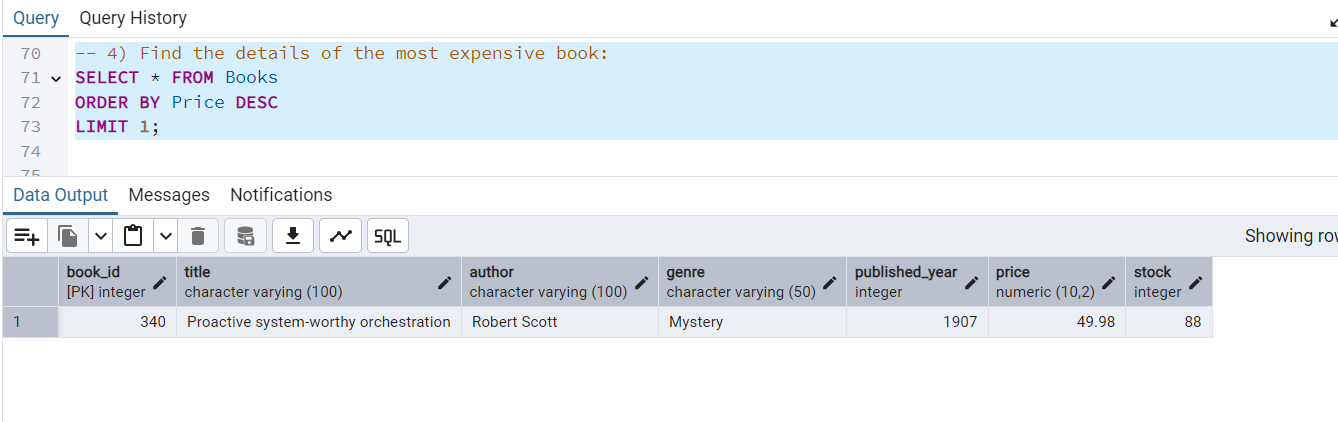 Query Query History
70 -- 4) Find the details of the most expensive book:
71 SELECT * FROM Books
72 ORDER BY Price DESC
73 LIMIT 1;
74
75
Data Output Messages Notifications
SQL Showing
book_id title author genre published_year price stock
[PK] integer character varying (100) character varying (100) character varying (50) integer numeric (10,2) integer
1 340 Proactive system-worthy orchestration Robert Scott Mystery 1907 49.98 88